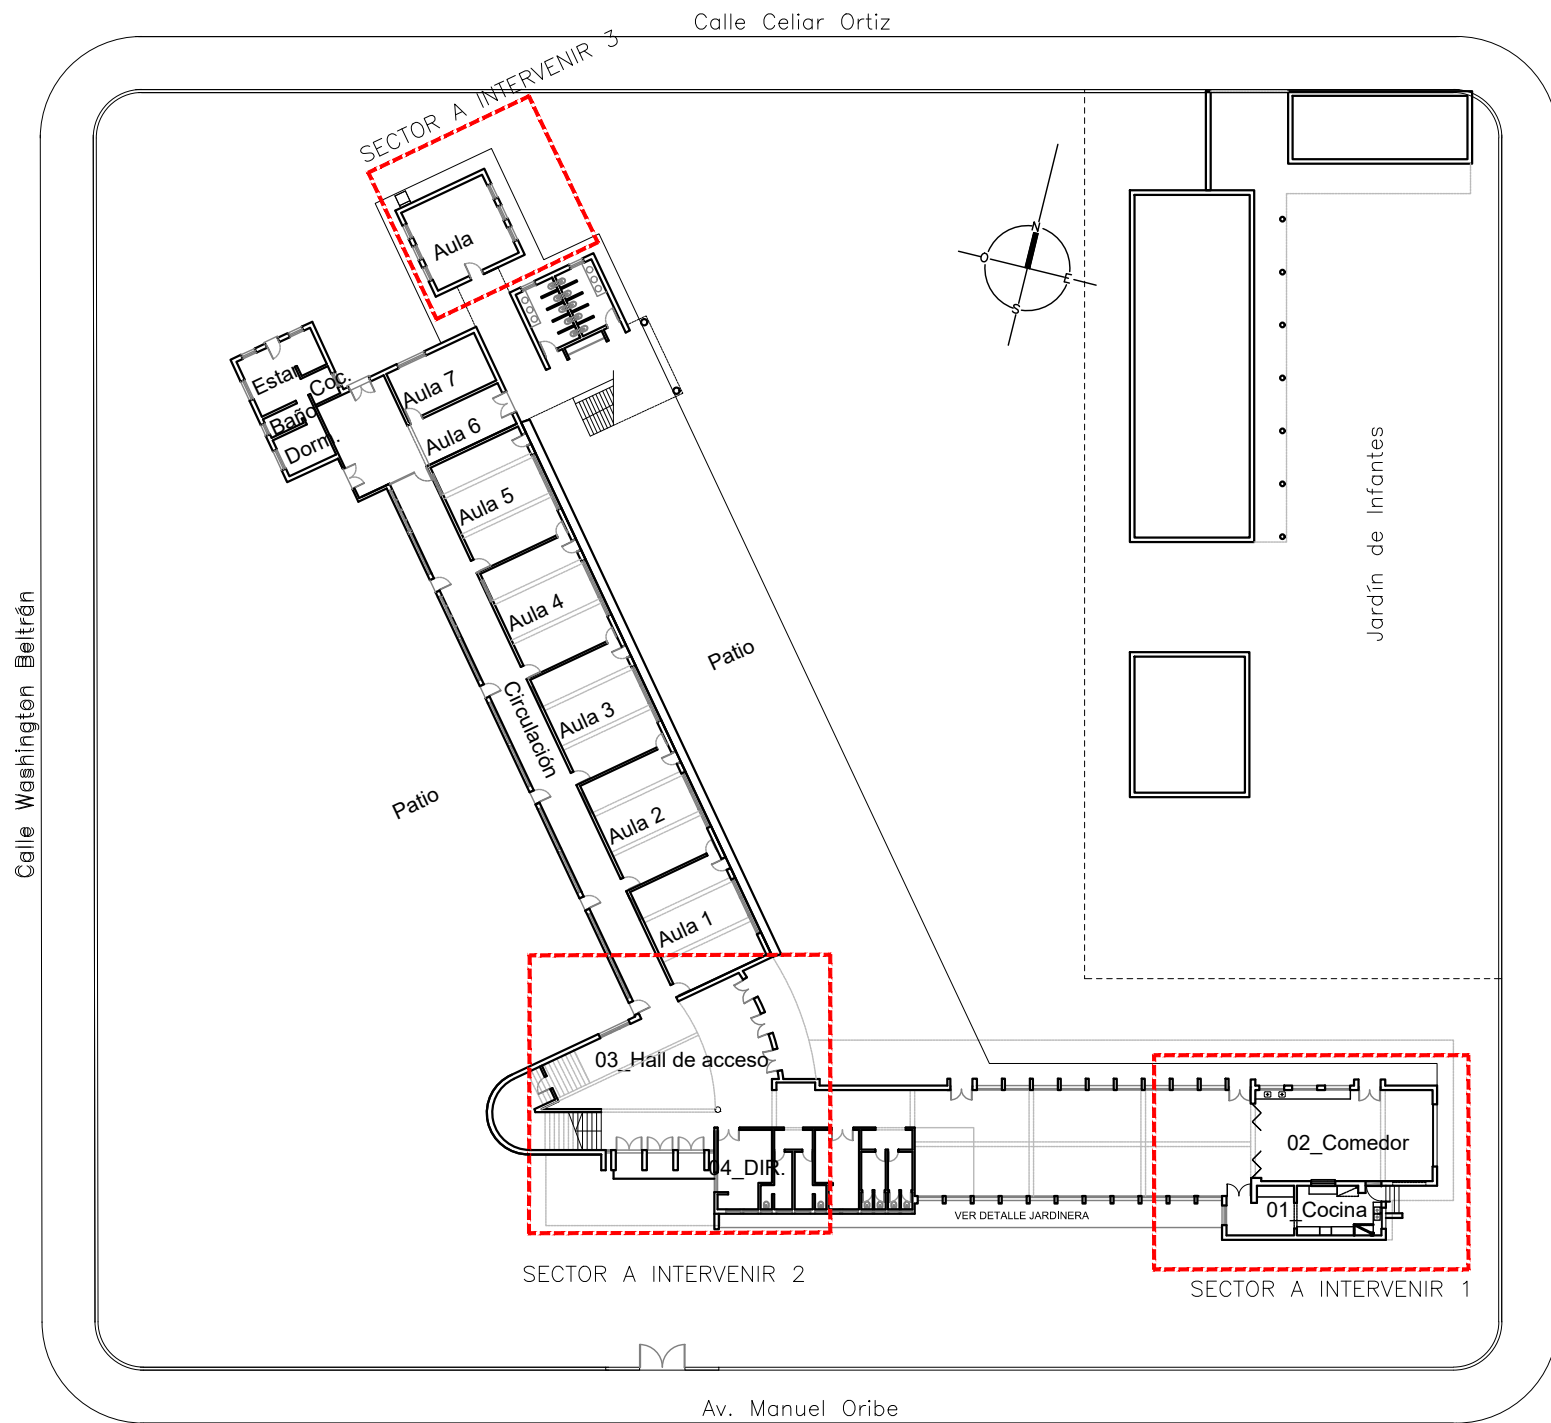 Calle Celiar Ortiz
SECTOR A INTERVENIR 3
Aula
N
O
E
S
Estar
Coc.
Baño
Dorm.
Aula 7
Aula 6
Aula 5
Aula 4
Aula 3
Aula 2
Aula 1
Circulación
Patio
Patio
Jardín de Infantes
Calle Washington Beltrán
03_Hall de acceso
04_DIR.
02_Comedor
01_Cocina
VER DETALLE JARDINERA
SECTOR A INTERVENIR 2
SECTOR A INTERVENIR 1
Av. Manuel Oribe